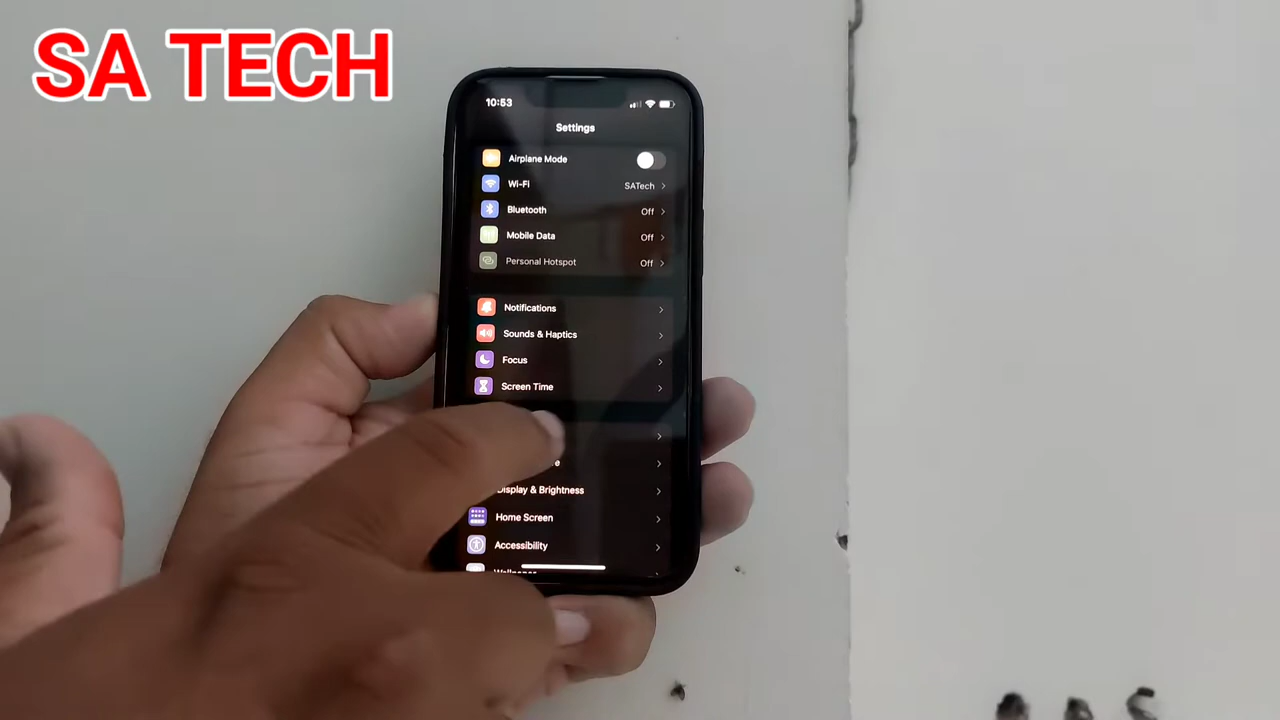 SA TECH
10:53
Settings
Airplane Mode
Wi-Fi SATech
Bluetooth Off
Mobile Data Off
Personal Hotspot Off
Notifications
Sounds & Haptics
Focus
Screen Time
Display & Brightness
Home Screen
Accessibility